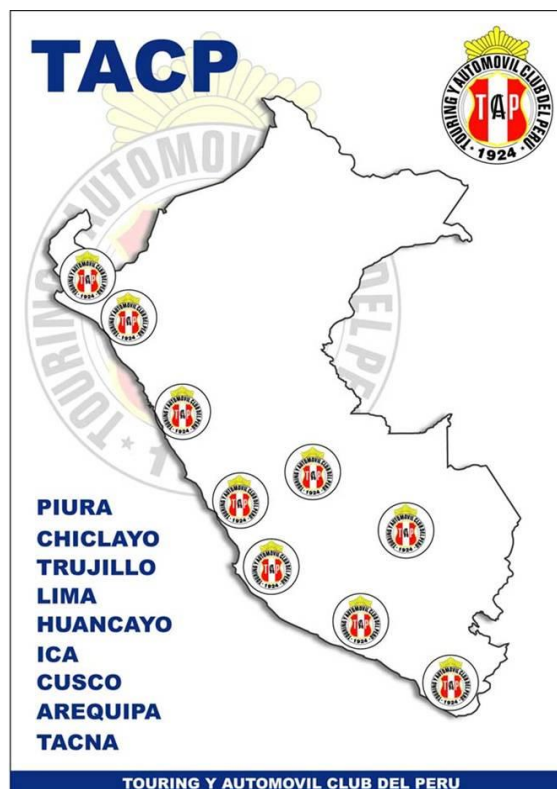 TACP
TOURING Y AUTOMOVIL CLUB DEL PERU
TAP
· 1924 ·
PIURA
CHICLAYO
TRUJILLO
LIMA
HUANCAYO
ICA
CUSCO
AREQUIPA
TACNA
TOURING Y AUTOMOVIL CLUB DEL PERU